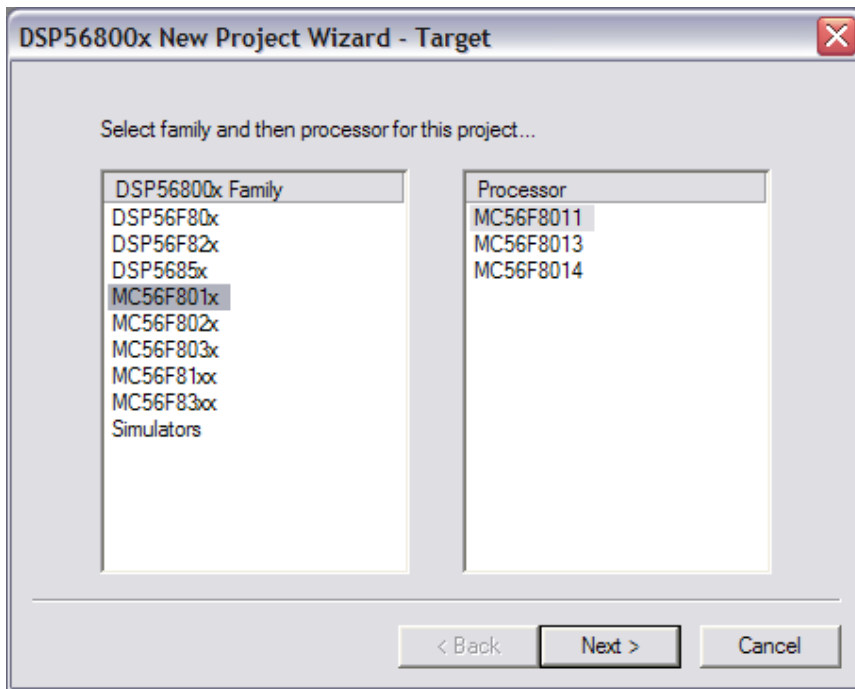 DSP56800x New Project Wizard - Target
Select family and then processor for this project...
DSP56800x Family
DSP56F80x
DSP56F82x
DSP5685x
MC56F801x
MC56F802x
MC56F803x
MC56F81xx
MC56F83xx
Simulators
Processor
MC56F8011
MC56F8013
MC56F8014
< Back
Next >
Cancel